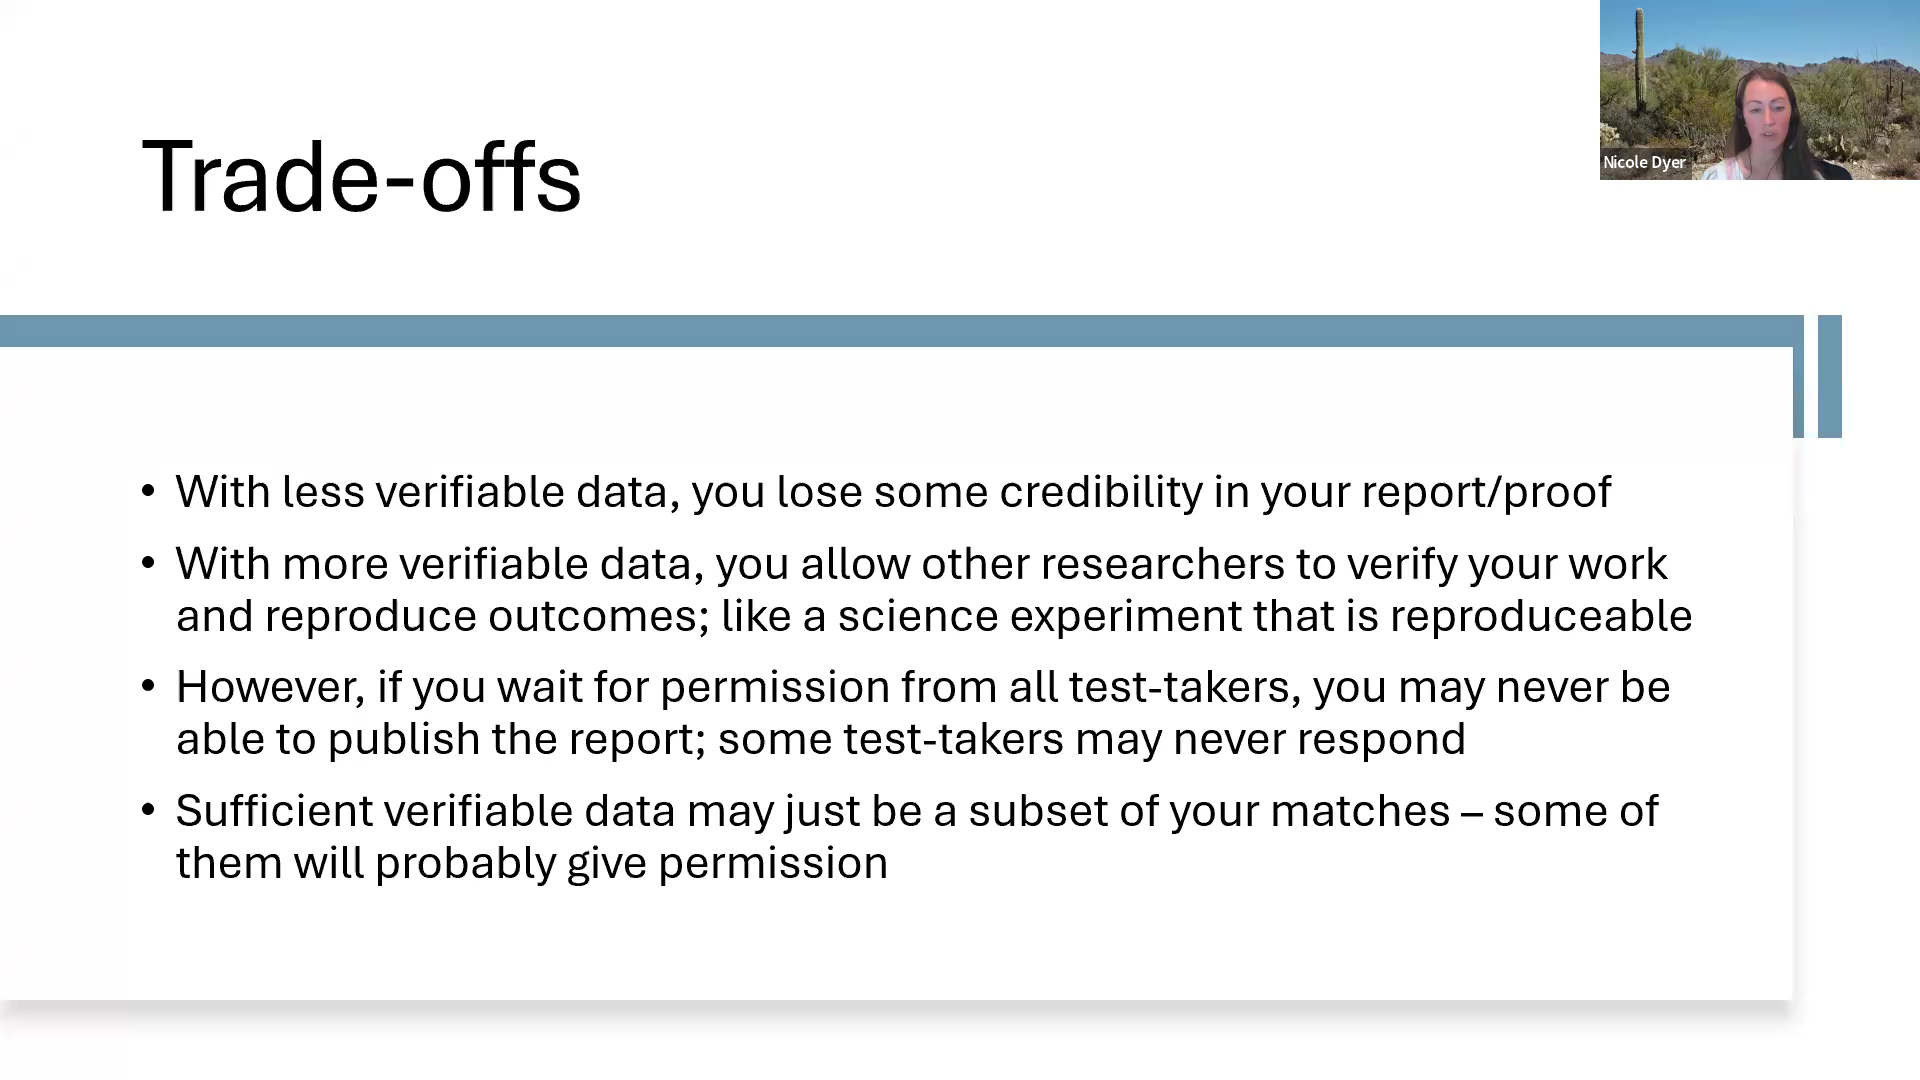 Nicole Dyer
Trade-offs
• With less verifiable data, you lose some credibility in your report/proof
• With more verifiable data, you allow other researchers to verify your work
and reproduce outcomes; like a science experiment that is reproduceable
• However, if you wait for permission from all test-takers, you may never be
able to publish the report; some test-takers may never respond
• Sufficient verifiable data may just be a subset of your matches – some of
them will probably give permission